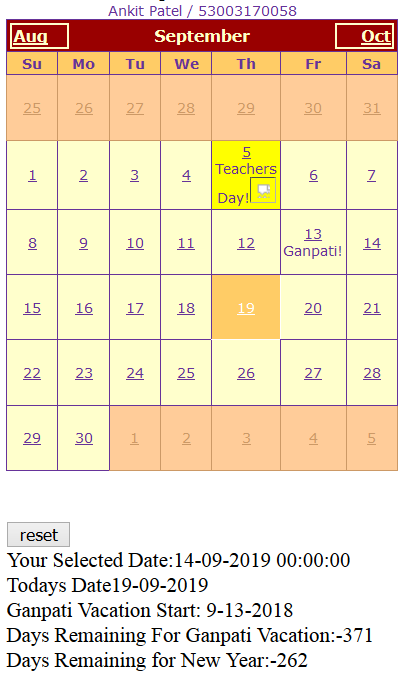 Ankit Patel / 53003170058
Aug September Oct
Su Mo Tu We Th Fr Sa
25 26 27 28 29 30 31
1 2 3 4 5 6 7
Teachers
Day!
8 9 10 11 12 13 14
Ganpati!
15 16 17 18 19 20 21
22 23 24 25 26 27 28
29 30 1 2 3 4 5
reset
Your Selected Date:14-09-2019 00:00:00
Todays Date19-09-2019
Ganpati Vacation Start: 9-13-2018
Days Remaining For Ganpati Vacation:-371
Days Remaining for New Year:-262